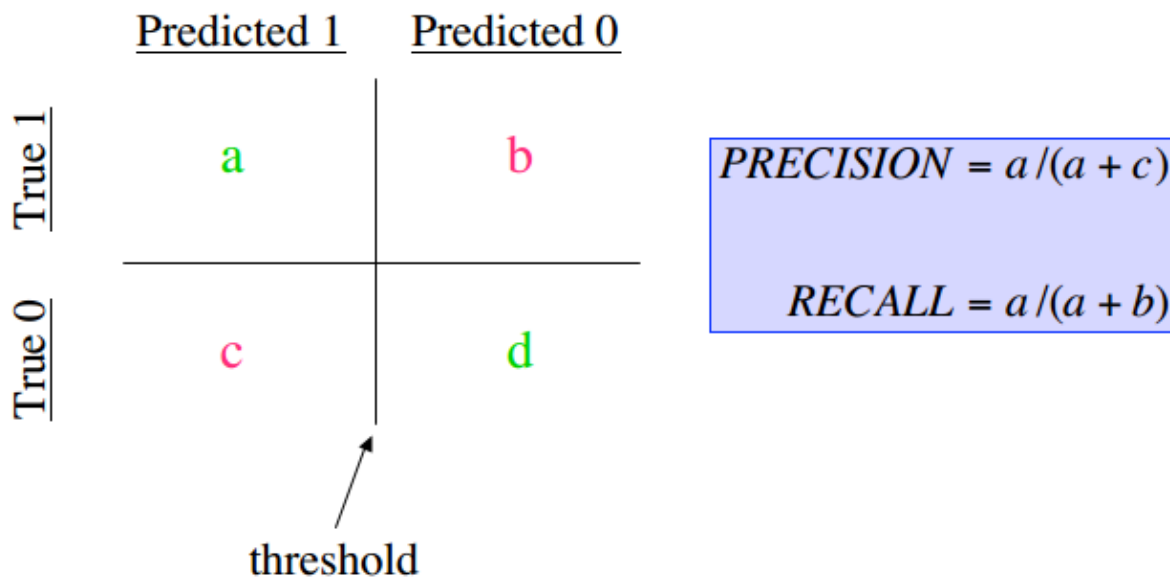 Predicted 1 Predicted 0
True 1
a b
PRECISION = a/(a + c)
RECALL = a/(a + b)
True 0
c d
threshold